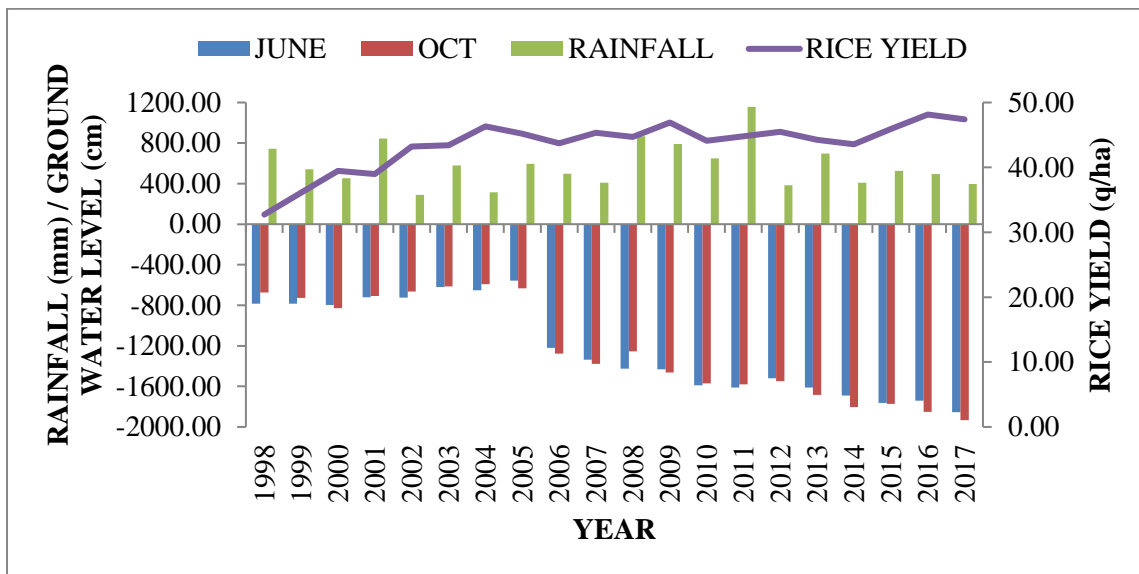 JUNE OCT RAINFALL RICE YIELD
RAINFALL (mm) / GROUND
WATER LEVEL (cm)
1200.00
800.00
400.00
0.00
-400.00
-800.00
-1200.00
-1600.00
-2000.00
50.00
40.00
30.00
20.00
10.00
0.00
RICE YIELD (q/ha)
1998 1999 2000 2001 2002 2003 2004 2005 2006 2007 2008 2009 2010 2011 2012 2013 2014 2015 2016 2017
YEAR